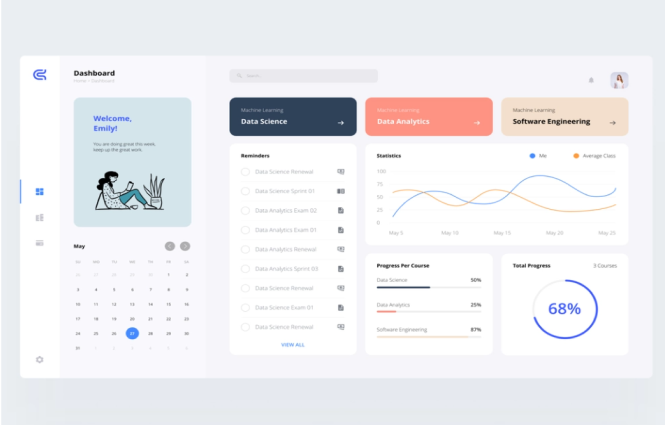 Dashboard
Home > Dashboard
Welcome,
Emily!
You are doing great this week,
keep up the great work.
May
SU MO TU WE TH FR SA
1 2
3 4 5 6 7 8 9
10 11 12 13 14 15 16
17 18 19 20 21 22 23
24 25 26 27 28 29 30
31 1 2 3 4 5 6
Search
Machine Learning
Data Science
Machine Learning
Data Analytics
Machine Learning
Software Engineering
Reminders
Data Science Renewal
Data Science Sprint 01
Data Analytics Exam 02
Data Analytics Exam 01
Data Analytics Renewal
Data Analytics Sprint 03
Data Science Renewal
Data Science Exam 01
Data Science Renewal
VIEW ALL
Statistics
Me
Average Class
100
75
50
25
0
May 5 May 10 May 15 May 20 May 25
Progress Per Course
Data Science 50%
Data Analytics 25%
Software Engineering 87%
Total Progress
3 Courses
68%